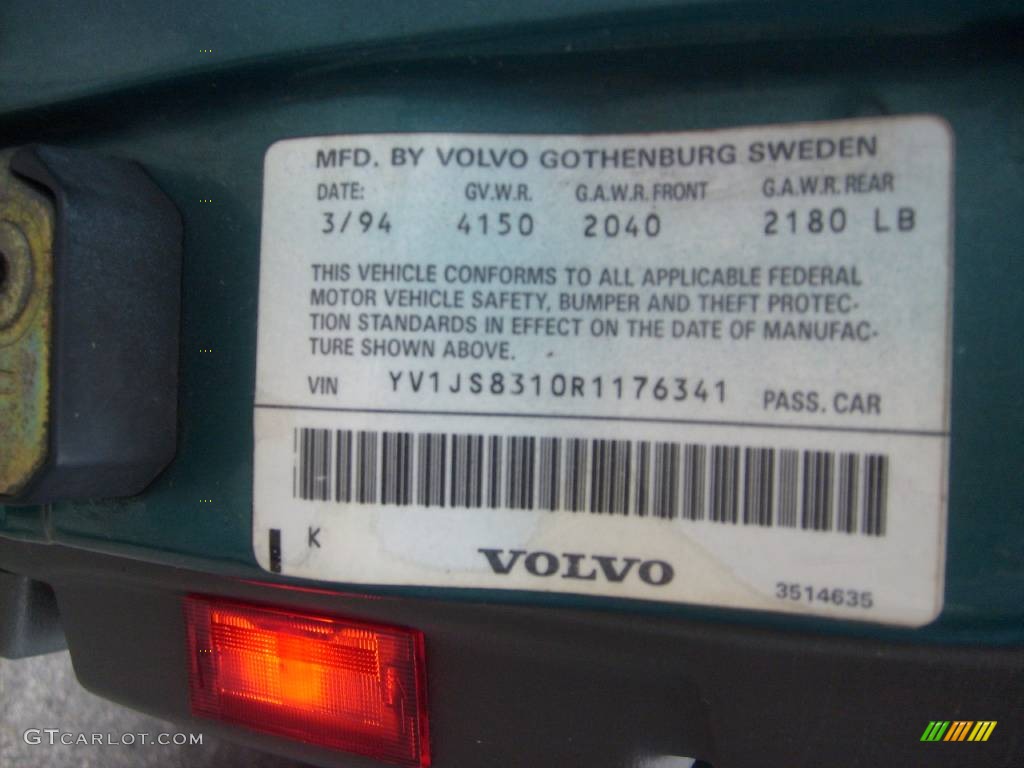 MFD. BY VOLVO GOTHENBURG SWEDEN
DATE: GV.W.R. G.A.W.R. FRONT G.A.W.R. REAR
3/94 4150 2040 2180 LB
THIS VEHICLE CONFORMS TO ALL APPLICABLE FEDERAL
MOTOR VEHICLE SAFETY, BUMPER AND THEFT PROTEC-
TION STANDARDS IN EFFECT ON THE DATE OF MANUFAC-
TURE SHOWN ABOVE.
VIN YV1JS8310R1176341 PASS. CAR
K
VOLVO
3514635
GTCARLOT.COM